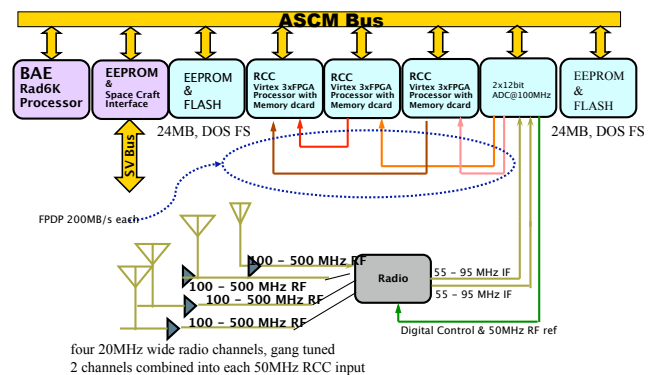 ASCM Bus
BAE
Rad6K
Processor
EEPROM
&
Space Craft
Interface
EEPROM
&
FLASH
RCC
Virtex 3xFPGA
Processor with
Memory dcard
RCC
Virtex 3xFPGA
Processor with
Memory dcard
RCC
Virtex 3xFPGA
Processor with
Memory dcard
2x12bit
ADC@100MHz
EEPROM
&
FLASH
24MB, DOS FS
24MB, DOS FS
SV Bus
FPDP 200MB/s each
100 – 500 MHz RF
100 – 500 MHz RF
100 – 500 MHz RF
100 – 500 MHz RF
Radio
55 – 95 MHz IF
55 – 95 MHz IF
Digital Control & 50MHz RF ref
four 20MHz wide radio channels, gang tuned
2 channels combined into each 50MHz RCC input